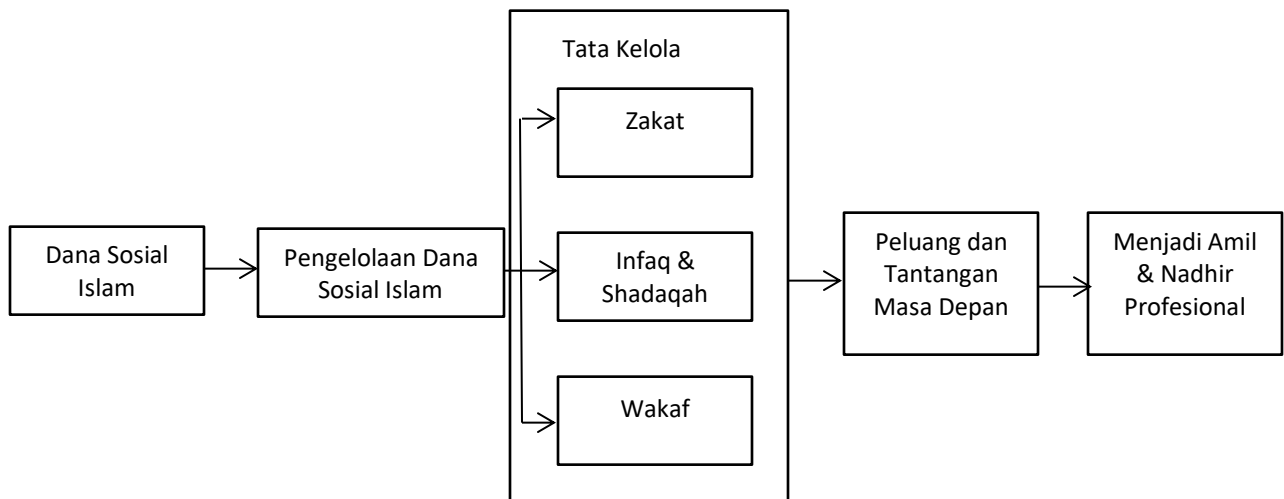 Tata Kelola
Zakat
Dana Sosial
Islam
Pengelolaan Dana
Sosial Islam
Infaq &
Shadaqah
Wakaf
Peluang dan
Tantangan
Masa Depan
Menjadi Amil
& Nadhir
Profesional